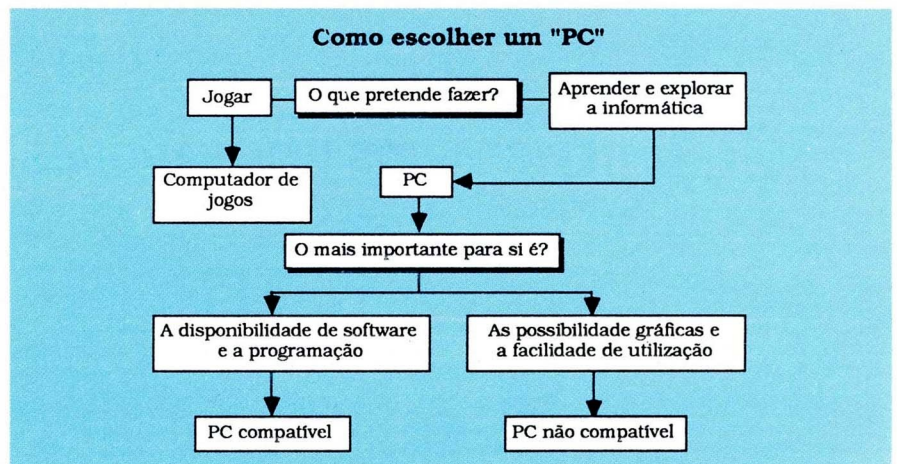 Como escolher um "PC"
Jogar
O que pretende fazer?
Aprender e explorar
a informática
Computador de
jogos
PC
O mais importante para si é?
A disponibilidade de software
e a programação
As possibilidade gráficas e
a facilidade de utilização
PC compatível
PC não compatível